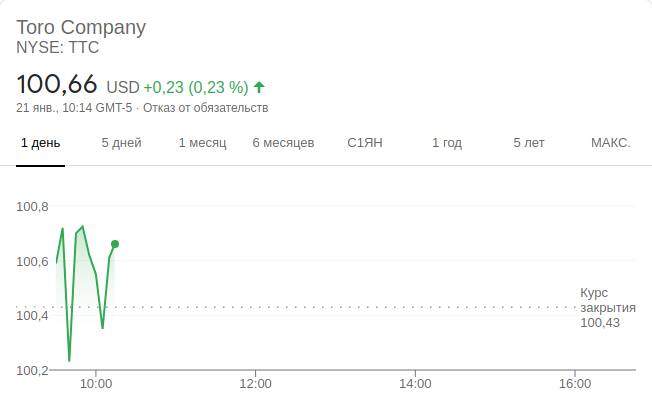 Toro Company
NYSE: TTC
100,66 USD +0,23 (0,23 %)
21 янв., 10:14 GMT-5 · Отказ от обязательств
1 день 5 дней 1 месяц 6 месяцев С1ЯН 1 год 5 лет МАКС.
100,8
100,6
100,4
100,2
Курс
закрытия
100,43
10:00 12:00 14:00 16:00